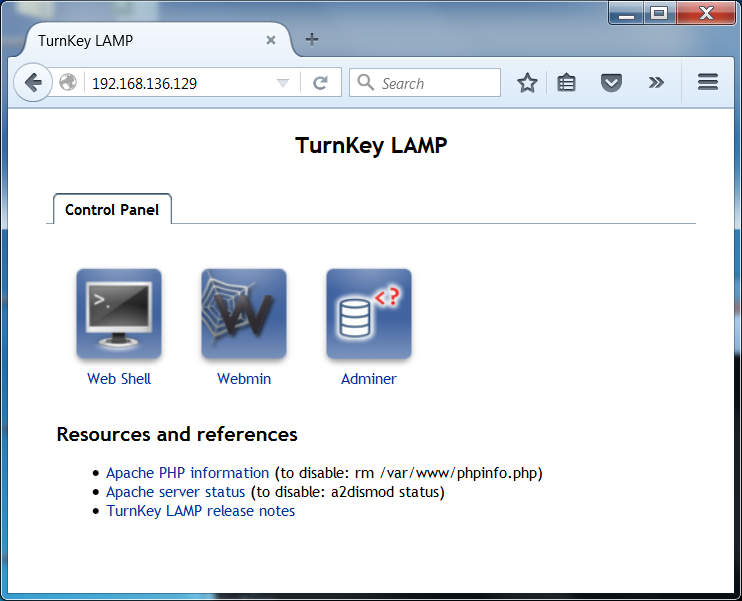 TurnKey LAMP
192.168.136.129
Search
TurnKey LAMP
Control Panel
>.
W
<?
Web Shell
Webmin
Adminer
Resources and references
Apache PHP information (to disable: rm /var/www/phpinfo.php)
Apache server status (to disable: a2dismod status)
TurnKey LAMP release notes